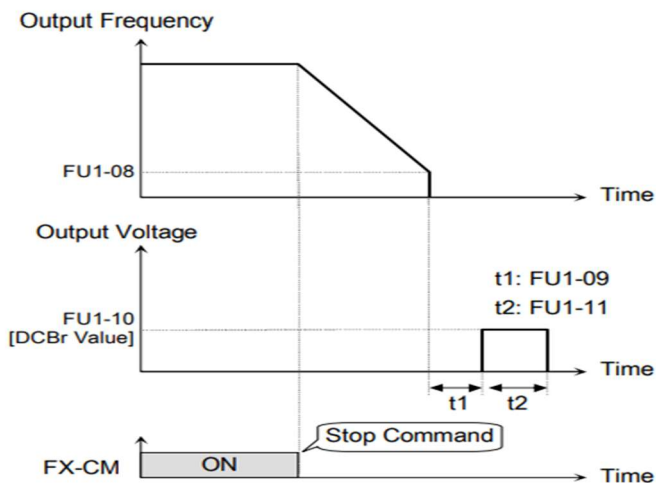 Output Frequency
FU1-08
Time
Output Voltage
t1: FU1-09
t2: FU1-11
FU1-10
[DCBr Value]
Time
t1 t2
Stop Command
FX-CM ON
Time